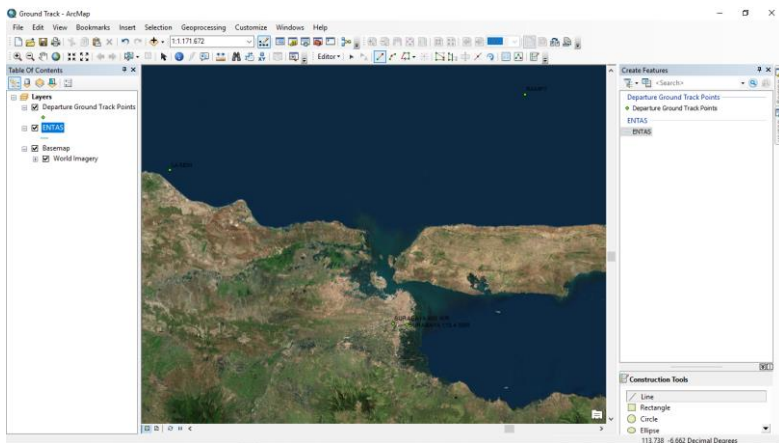 Ground Track - ArcMap
File Edit View Bookmarks Insert Selection Geoprocessing Customize Windows Help
1:1.171.672
Editor
Table Of Contents
Layers
Departure Ground Track Points
ENTAS
Basemap
World Imagery
Create Features
<Search>
Departure Ground Track Points
Departure Ground Track Points
ENTAS
ENTAS
Construction Tools
Line
Rectangle
Circle
Ellipse
113.738 -6.662 Decimal Degrees